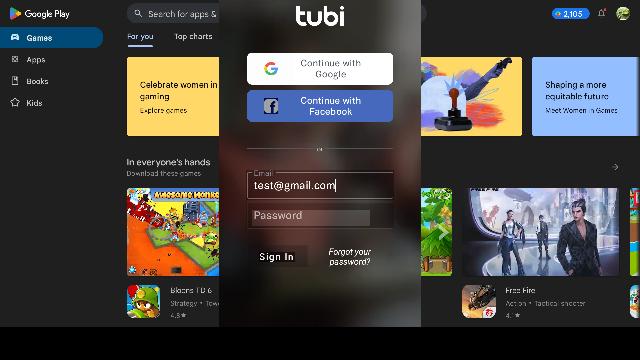 Google Play
Search for apps &
2,105
Games
Apps
Books
Kids
For you
Top charts
Celebrate women in
gaming
Explore games
Shaping a more
equitable future
Meet Women in Games
In everyone's hands
Download these games
Bloons TD 6
Strategy • Tow
4.8★
Free Fire
Action • Tactical shooter
4.1★
tubi
Continue with
Google
Continue with
Facebook
Email
test@gmail.com
Password
Sign In
Forgot your
password?